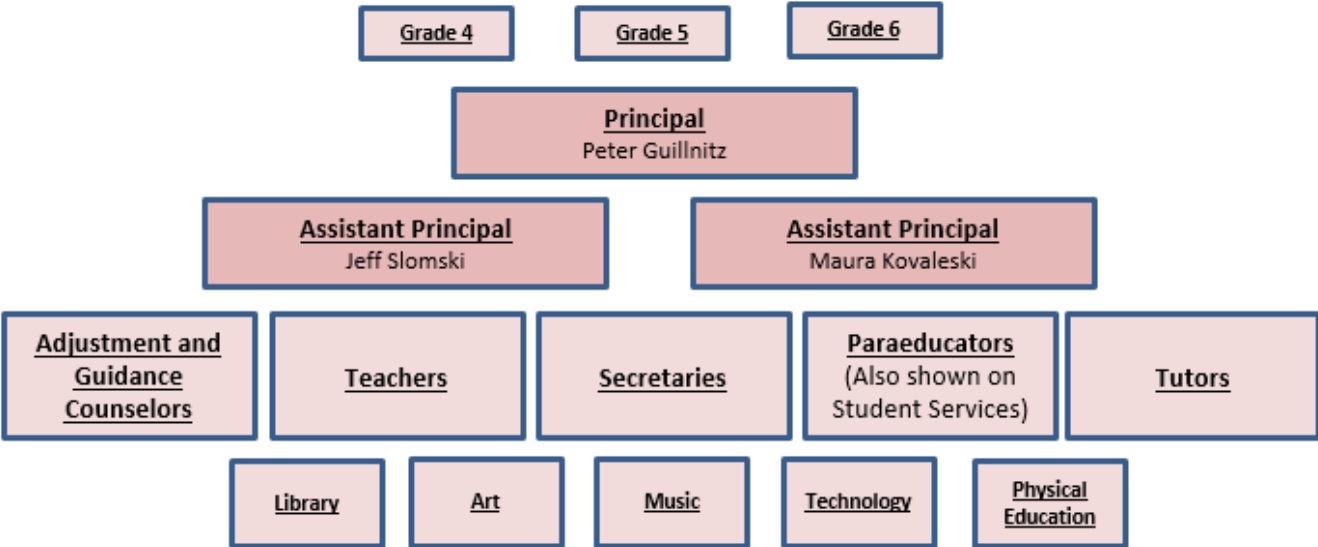 Grade 4
Grade 5
Grade 6
Principal
Peter Guillnitz
Assistant Principal
Jeff Slomski
Assistant Principal
Maura Kovaleski
Adjustment and
Guidance
Counselors
Teachers
Secretaries
Paraeducators
(Also shown on
Student Services)
Tutors
Library
Art
Music
Technology
Physical
Education